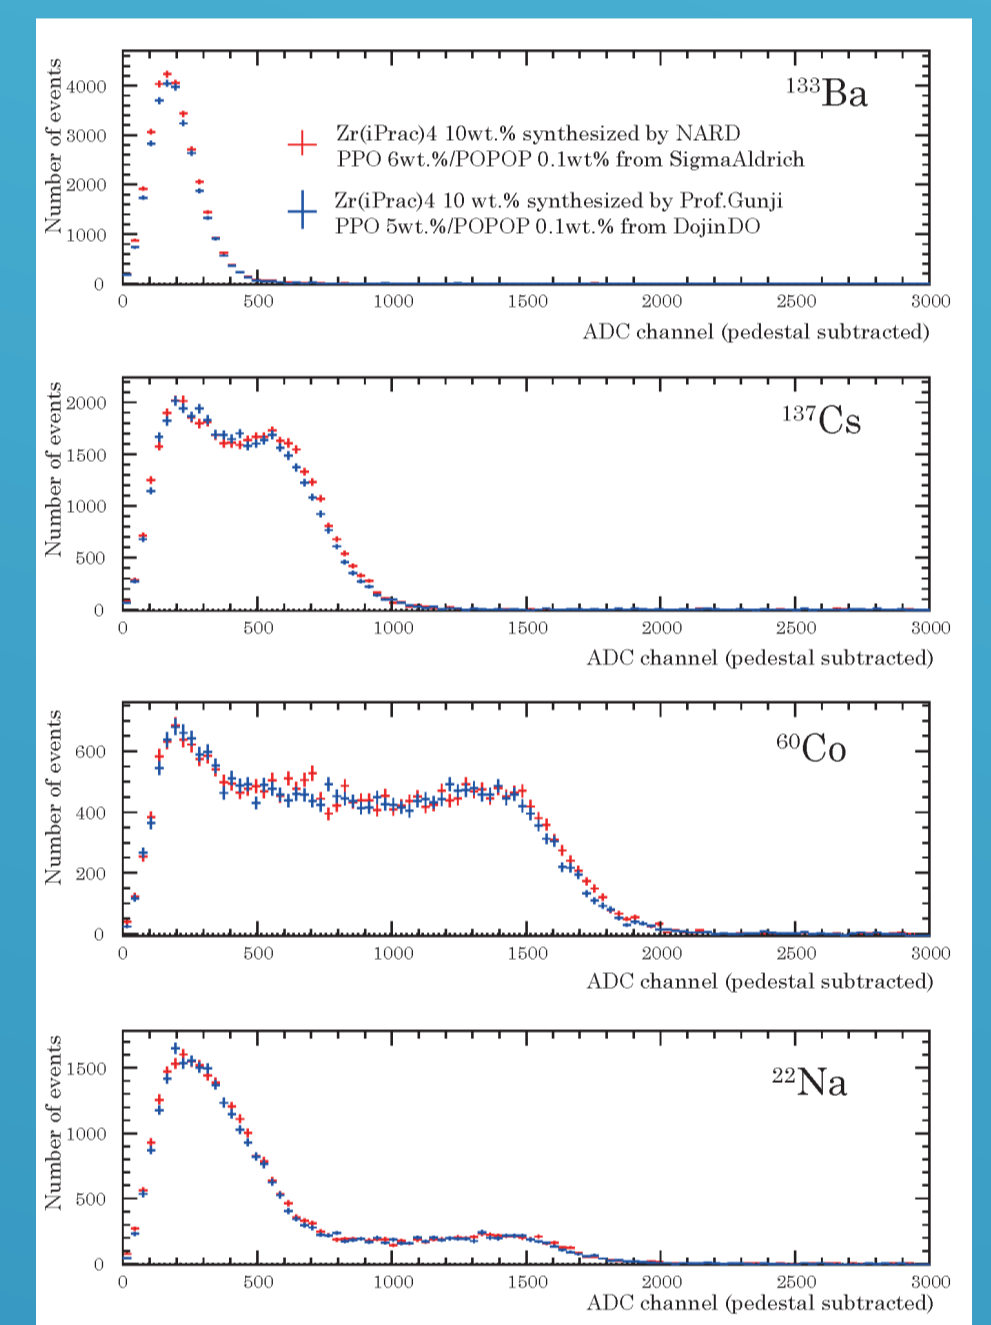 Number of events
4000
3000
2000
1000
0
¹³³Ba
Zr(iPrac)4 10wt.% synthesized by NARD
PPO 6wt.%/POPOP 0.1wt% from SigmaAldrich
Zr(iPrac)4 10 wt.% synthesized by Prof.Gunji
PPO 5wt.%/POPOP 0.1wt.% from DojinDO
0 500 1000 1500 2000 2500 3000
ADC channel (pedestal subtracted)
Number of events
2000
1500
1000
500
0
¹³⁷Cs
0 500 1000 1500 2000 2500 3000
ADC channel (pedestal subtracted)
Number of events
600
400
200
0
⁶⁰Co
0 500 1000 1500 2000 2500 3000
ADC channel (pedestal subtracted)
Number of events
1500
1000
500
0
²²Na
0 500 1000 1500 2000 2500 3000
ADC channel (pedestal subtracted)